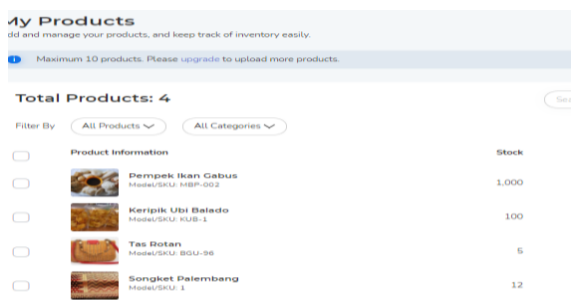 My Products
Add and manage your products, and keep track of inventory easily.
Maximum 10 products. Please upgrade to upload more products.
Total Products: 4
Filter By All Products All Categories
Product Information Stock
Pempek Ikan Gabus
Model/SKU: MBP-002 1,000
Keripik Ubi Balado
Model/SKU: KUB-1 100
Tas Rotan
Model/SKU: BGU-96 5
Songket Palembang
Model/SKU: 1 12